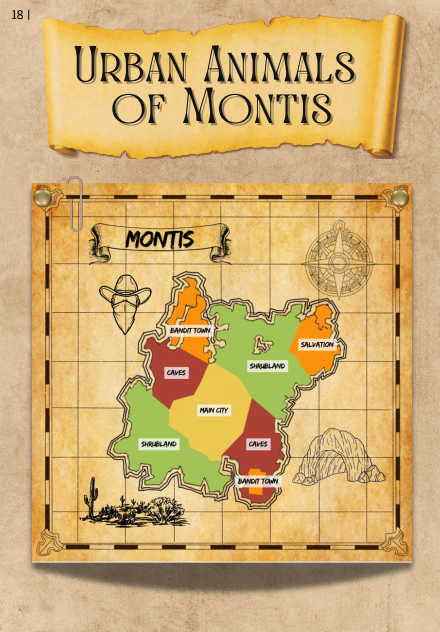 18 |
URBAN ANIMALS
OF MONTIS
MONTIS
BANDIT TOWN
SALVATION
SHRUBLAND
CAVES
MAIN CITY
SHRUBLAND
CAVES
BANDIT TOWN